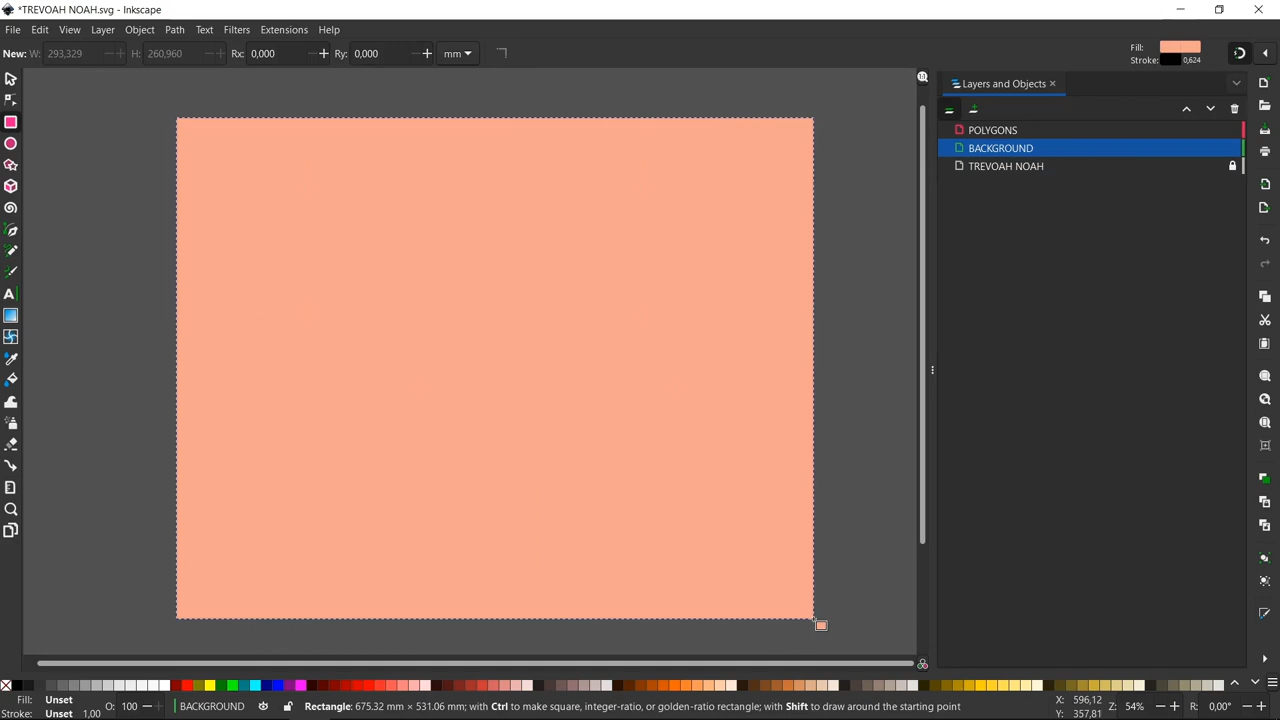 *TREVOAH NOAH.svg - Inkscape
File Edit View Layer Object Path Text Filters Extensions Help
New: W: 293,329 H: 260,960 Rx: 0,000 Ry: 0,000 mm
Fill:
Stroke: 0,624
Layers and Objects
POLYGONS
BACKGROUND
TREVOAH NOAH
Fill: Unset
Stroke: Unset 1,00
O: 100
BACKGROUND
Rectangle: 675.32 mm × 531.06 mm; with Ctrl to make square, integer-ratio, or golden-ratio rectangle; with Shift to draw around the starting point
X: 596,12
Y: 357,81
Z: 54%
R: 0,00°